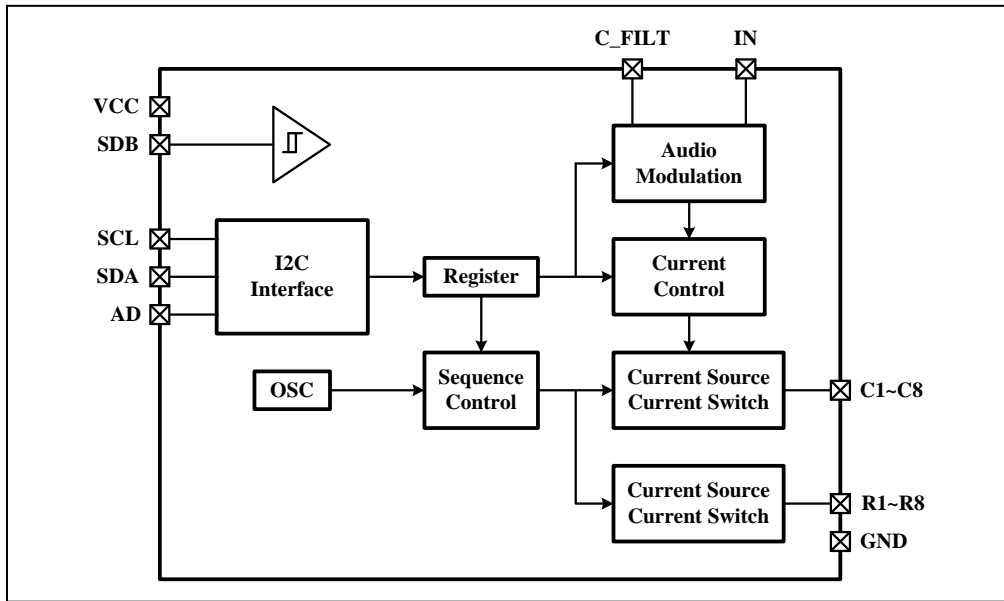 C_FILT
IN
VCC
SDB
Audio
Modulation
SCL
SDA
AD
I2C
Interface
Register
Current
Control
OSC
Sequence
Control
Current Source
Current Switch
C1~C8
Current Source
Current Switch
R1~R8
GND